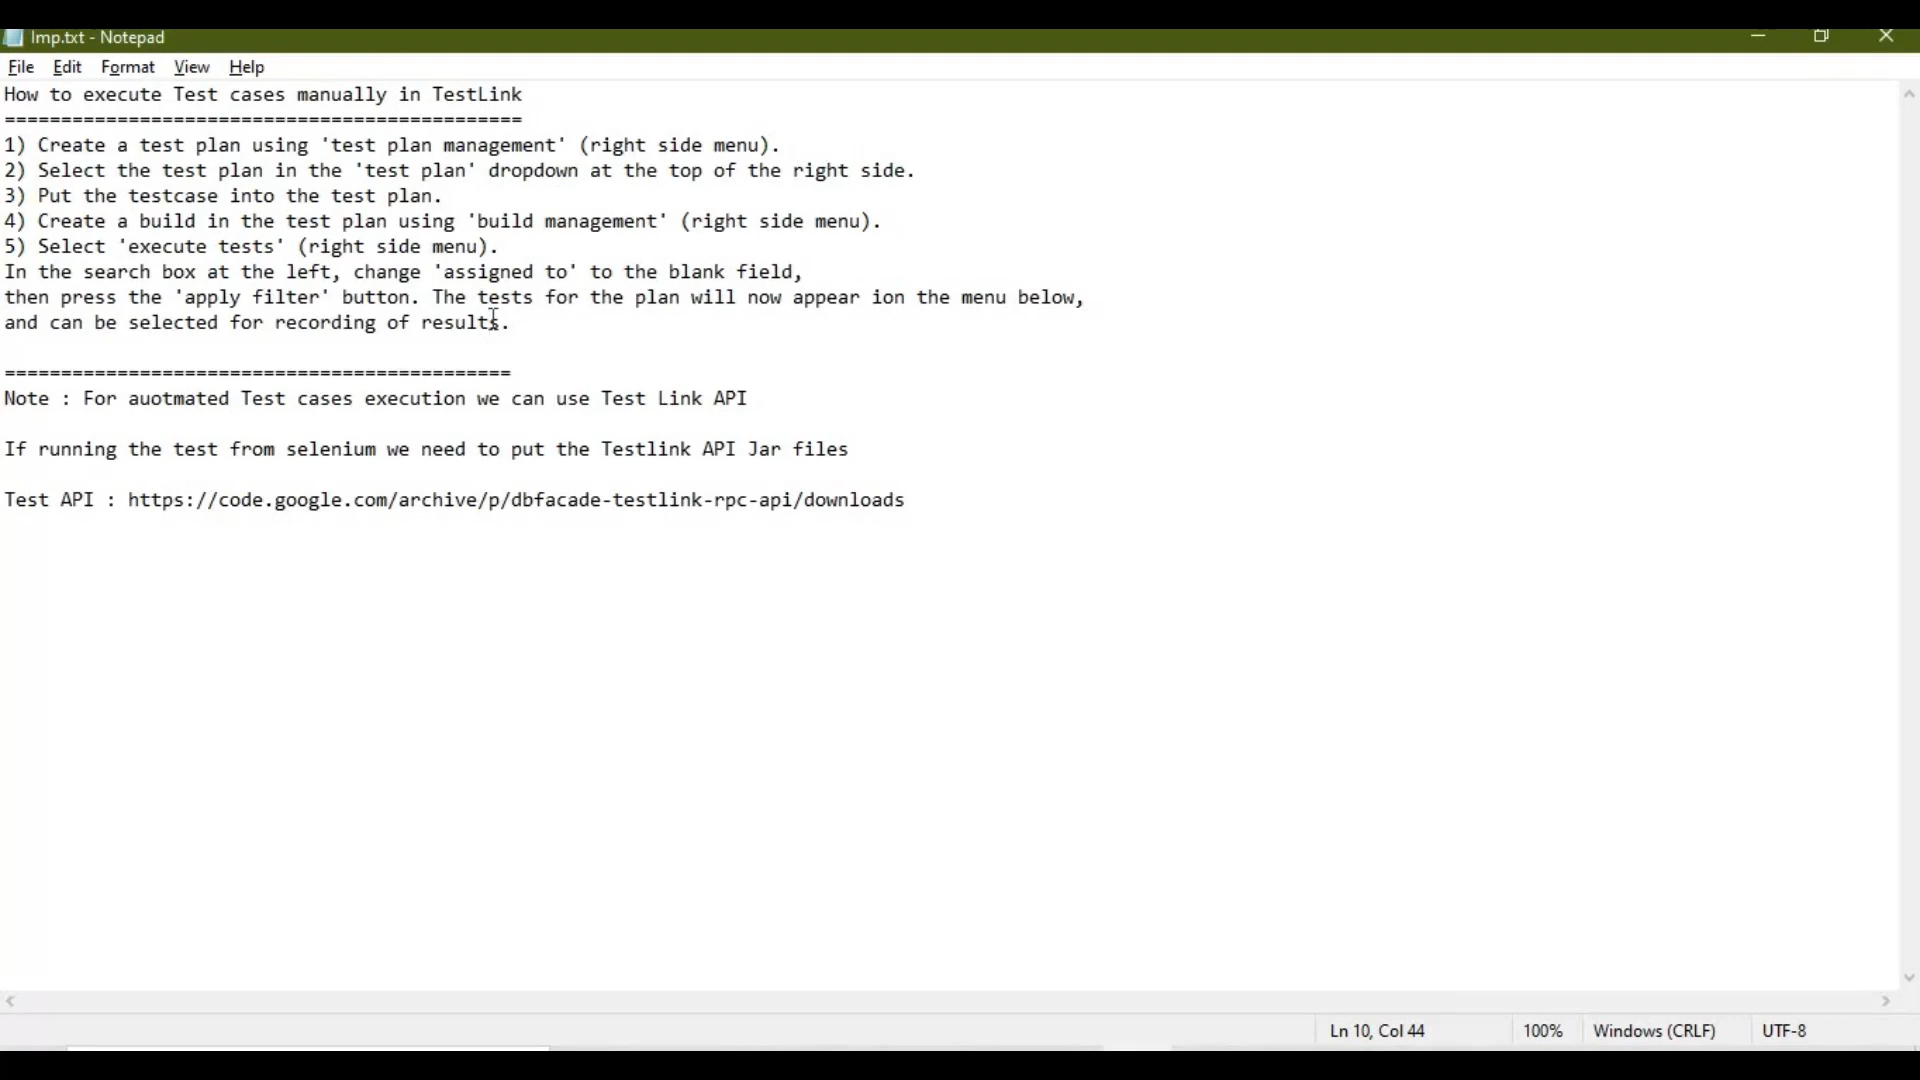 Imp.txt - Notepad
File Edit Format View Help
How to execute Test cases manually in TestLink
==============================================
1) Create a test plan using 'test plan management' (right side menu).
2) Select the test plan in the 'test plan' dropdown at the top of the right side.
3) Put the testcase into the test plan.
4) Create a build in the test plan using 'build management' (right side menu).
5) Select 'execute tests' (right side menu).
In the search box at the left, change 'assigned to' to the blank field,
then press the 'apply filter' button. The tests for the plan will now appear ion the menu below,
and can be selected for recording of results.
=============================================
Note : For auotmated Test cases execution we can use Test Link API
If running the test from selenium we need to put the Testlink API Jar files
Test API : https://code.google.com/archive/p/dbfacade-testlink-rpc-api/downloads
Ln 10, Col 44 100% Windows (CRLF) UTF-8